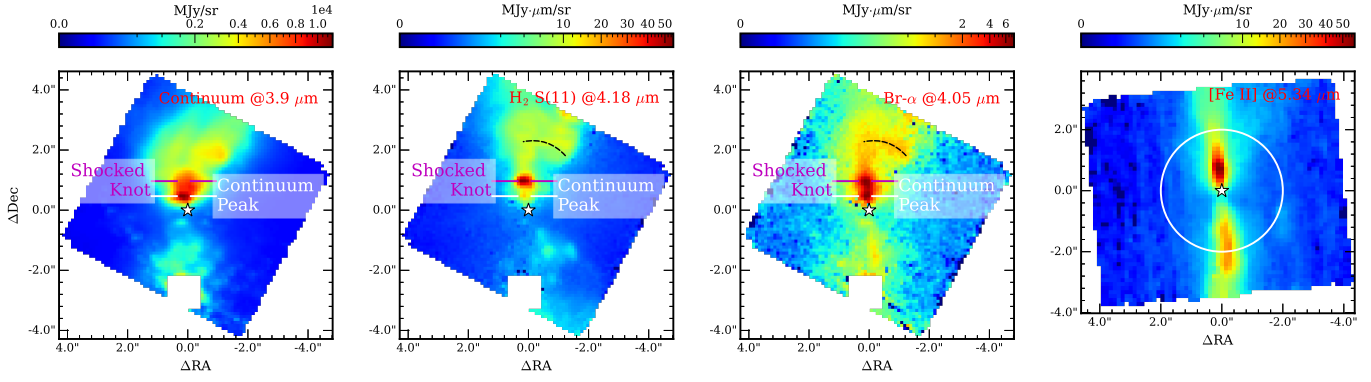 MJy/sr
0.0 0.2 0.4 0.6 0.8 1e4
Continuum @3.9 μm
Shocked
Knot
Continuum
Peak
4.0"
2.0"
0.0"
-2.0"
-4.0"
ΔDec
4.0" 2.0" 0.0" -2.0" -4.0"
ΔRA
MJy·μm/sr
0 10 20 30 40 50
H₂ S(11) @4.18 μm
Shocked
Knot
Continuum
Peak
4.0"
2.0"
0.0"
-2.0"
-4.0"
4.0" 2.0" 0.0" -2.0" -4.0"
ΔRA
MJy·μm/sr
0 2 4 6
Br-α @4.05 μm
Shocked
Knot
Continuum
Peak
4.0"
2.0"
0.0"
-2.0"
-4.0"
4.0" 2.0" 0.0" -2.0" -4.0"
ΔRA
MJy·μm/sr
0 10 20 30 40 50
[Fe II] @5.34 μm
2.0"
0.0"
-2.0"
-4.0"
4.0" 2.0" 0.0" -2.0" -4.0"
ΔRA